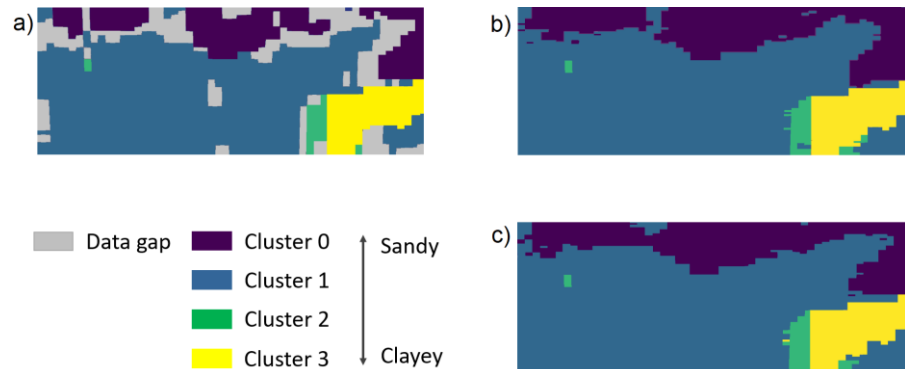 a)
b)
Data gap
Cluster 0
Sandy
Cluster 1
Cluster 2
Cluster 3
Clayey
c)